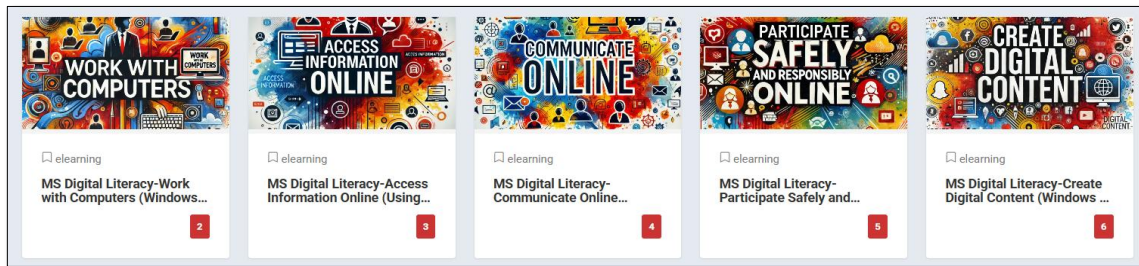 WORK WITH
COMPUTERS
WORK
WITH
COMPUTERS
elearning
MS Digital Literacy-Work
with Computers (Windows...
2
ACCESS
INFORMATION
ONLINE
ACCESS
INFORMATION
elearning
MS Digital Literacy-Access
Information Online (Using...
3
COMMUNICATE
ONLINE
elearning
MS Digital Literacy-
Communicate Online...
4
PARTICIPATE
SAFELY
AND RESPONSIBLY
ONLINE
elearning
MS Digital Literacy-
Participate Safely and...
5
CREATE
DIGITAL
CONTENT
DIGITAL
CONTENT
elearning
MS Digital Literacy-Create
Digital Content (Windows ...
6